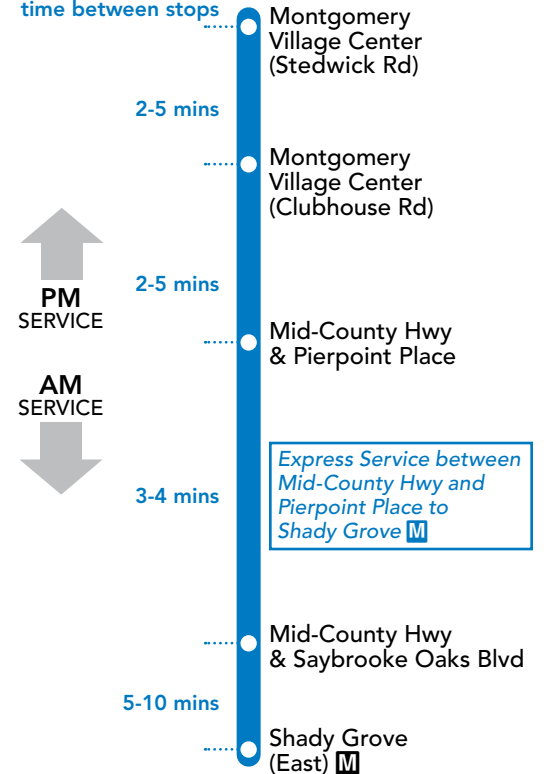 time between stops
Montgomery
Village Center
(Stedwick Rd)
2-5 mins
Montgomery
Village Center
(Clubhouse Rd)
2-5 mins
PM
SERVICE
Mid-County Hwy
& Pierpoint Place
AM
SERVICE
Express Service between
Mid-County Hwy and
Pierpoint Place to
Shady Grove M
3-4 mins
Mid-County Hwy
& Saybrooke Oaks Blvd
5-10 mins
Shady Grove
(East) M